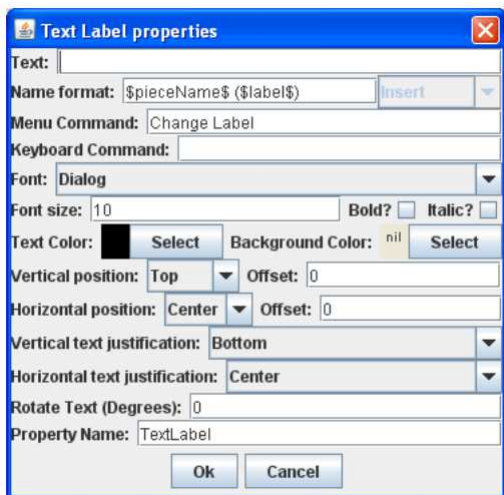 Text Label properties
Text:
Name format: $pieceName$ ($label$) Insert
Menu Command: Change Label
Keyboard Command:
Font: Dialog
Font size: 10 Bold? Italic?
Text Color: Select Background Color: nil Select
Vertical position: Top Offset: 0
Horizontal position: Center Offset: 0
Vertical text justification: Bottom
Horizontal text justification: Center
Rotate Text (Degrees): 0
Property Name: TextLabel
Ok Cancel